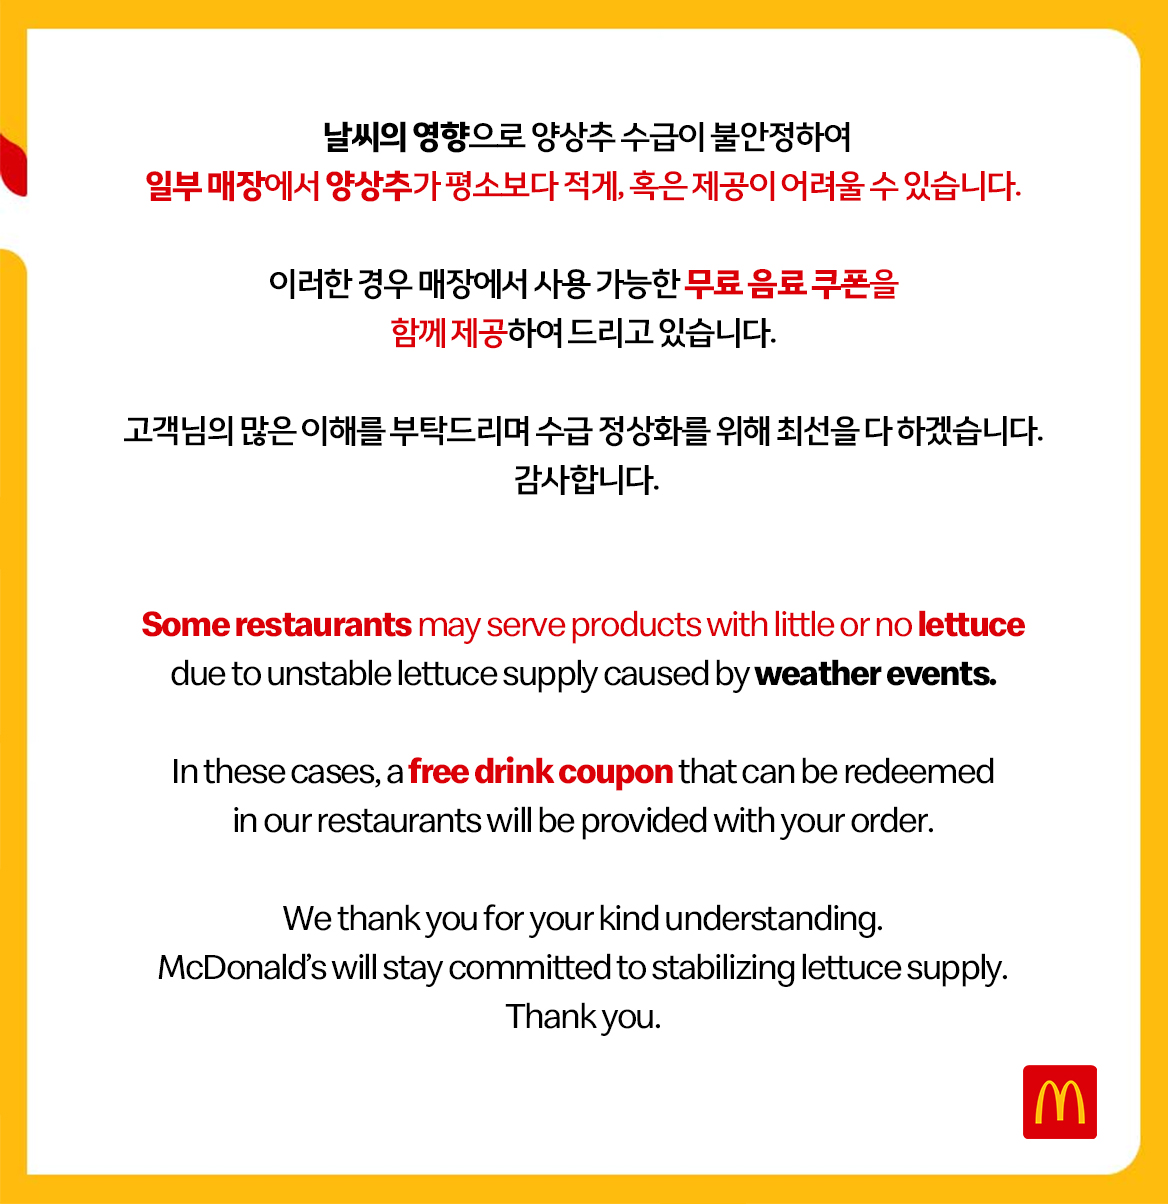 날씨의 영향으로 양상추 수급이 불안정하여
일부 매장에서 양상추가 평소보다 적게, 혹은 제공이 어려울 수 있습니다.
이러한 경우 매장에서 사용 가능한 무료 음료 쿠폰을
함께 제공하여 드리고 있습니다.
고객님의 많은 이해를 부탁드리며 수급 정상화를 위해 최선을 다 하겠습니다.
감사합니다.
Some restaurants may serve products with little or no lettuce
due to unstable lettuce supply caused by weather events.
In these cases, a free drink coupon that can be redeemed
in our restaurants will be provided with your order.
We thank you for your kind understanding.
McDonald’s will stay committed to stabilizing lettuce supply.
Thank you.